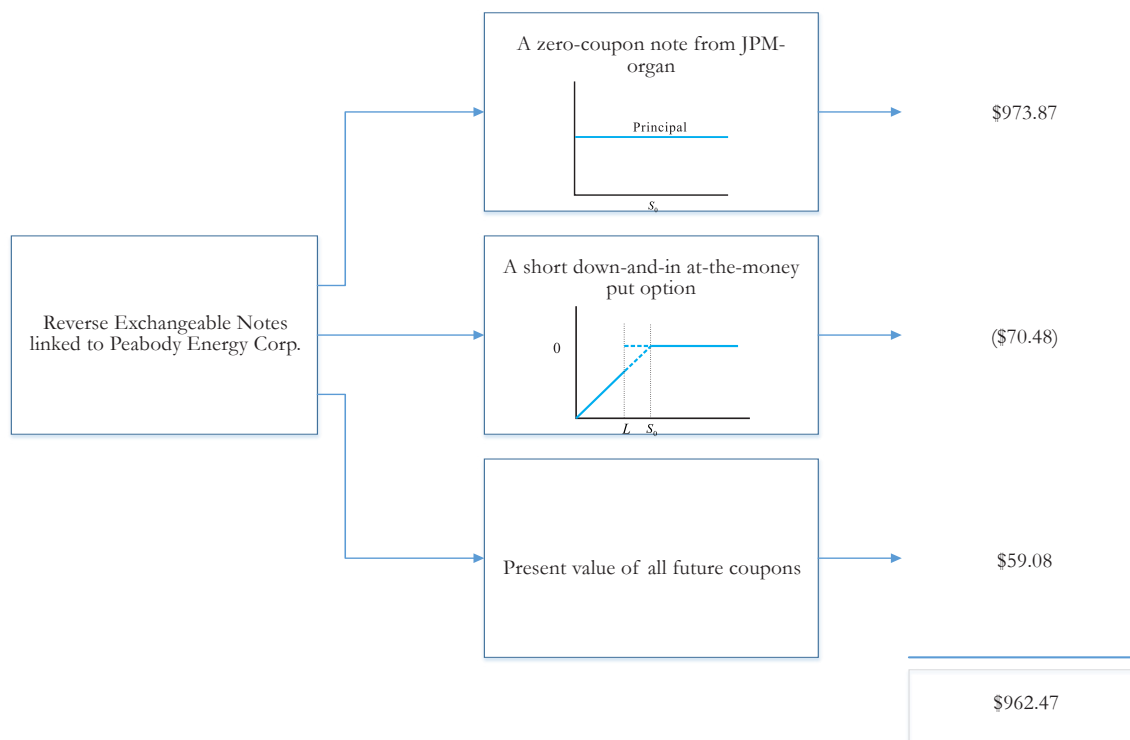 A zero-coupon note from JPM-
organ
Principal
S₀
$973.87
Reverse Exchangeable Notes
linked to Peabody Energy Corp.
A short down-and-in at-the-money
put option
0
L S₀
($70.48)
Present value of all future coupons
$59.08
$962.47